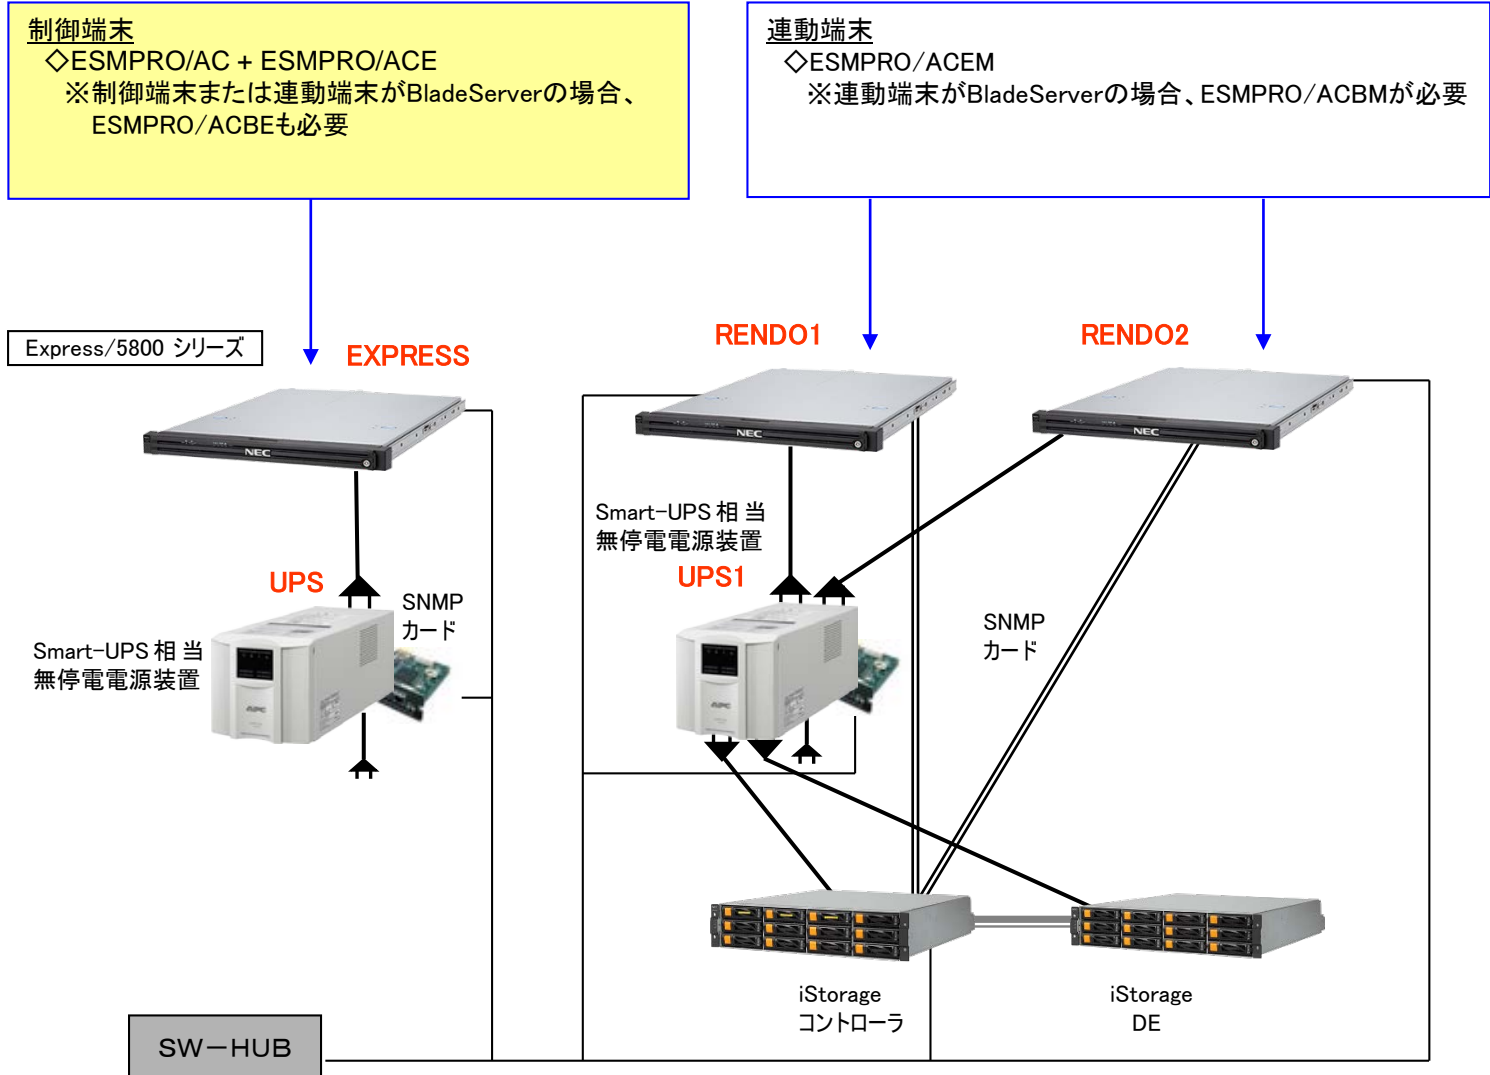 制御端末
◇ESMPRO/AC + ESMPRO/ACE
※制御端末または連動端末がBladeServerの場合、
ESMPRO/ACBEも必要
連動端末
◇ESMPRO/ACEM
※連動端末がBladeServerの場合、ESMPRO/ACBMが必要
Express/5800 シリーズ
EXPRESS
RENDO1
RENDO2
NEC
NEC
NEC
Smart-UPS 相 当
無停電電源装置
UPS
UPS1
SNMP
カード
SNMP
カード
Smart-UPS 相 当
無停電電源装置
APC
APC
iStorage
コントローラ
iStorage
DE
SW-HUB